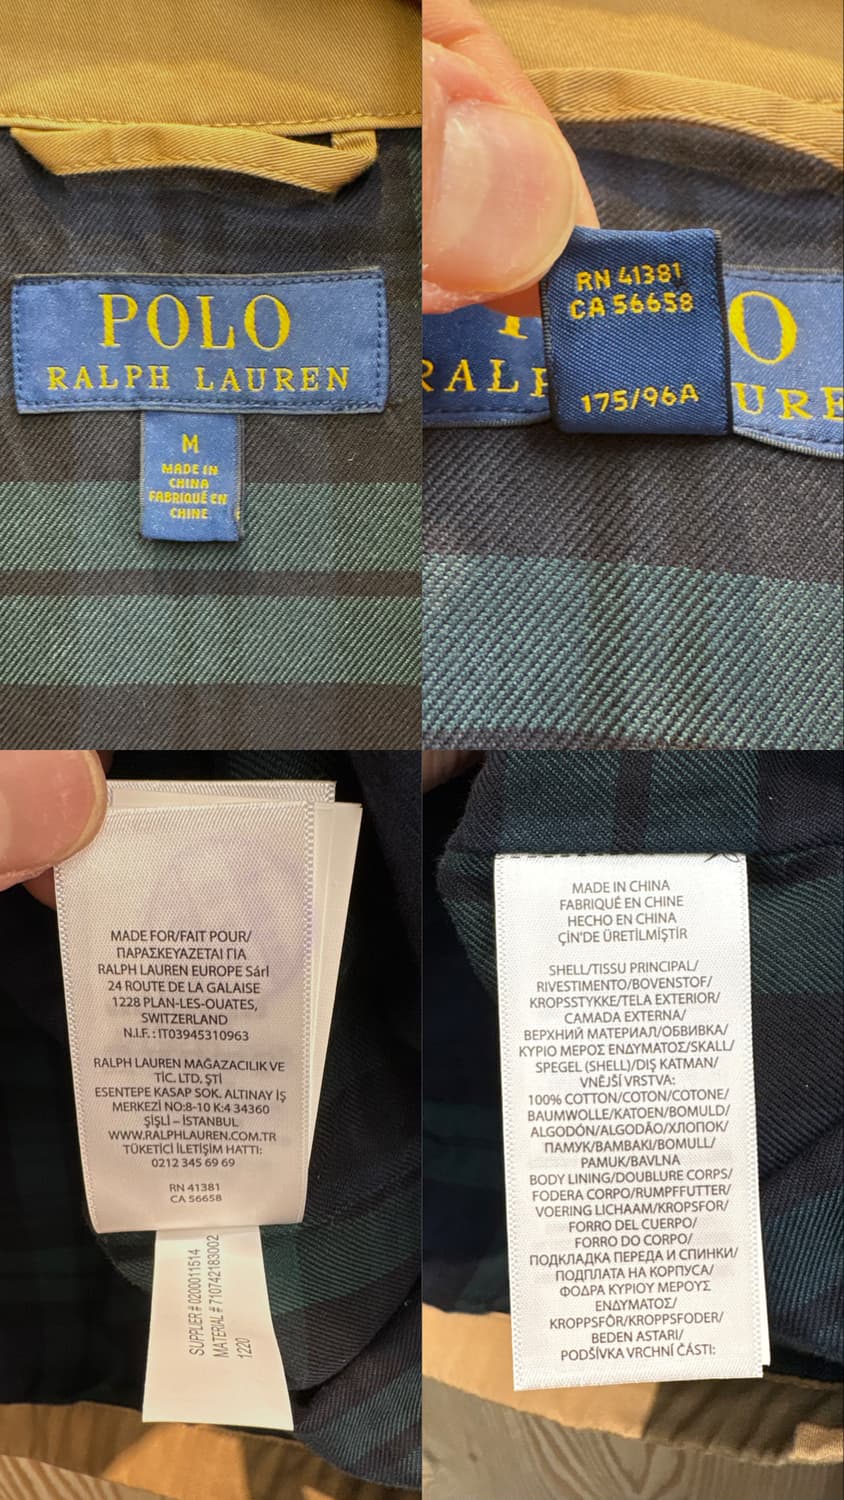 POLO
RALPH LAUREN
M
MADE IN
CHINA
FABRIQUÉ EN
CHINE
RN 41381
CA 56658
175/96A
O
RAL
URE
MADE FOR/FAIT POUR/
ΠΑΡΑΣΚΕΥΑΖΕΤΑΙ ΓΙΑ
RALPH LAUREN EUROPE Sárl
24 ROUTE DE LA GALAISE
1228 PLAN-LES-OUATES,
SWITZERLAND
N.I.F. : IT03945310963
RALPH LAUREN MAĞAZACILIK VE
TİC. LTD. ŞTİ
ESENTEPE KASAP SOK. ALTINAY İŞ
MERKEZİ NO:8-10 K:4 34360
ŞİŞLİ – İSTANBUL
WWW.RALPHLAUREN.COM.TR
TÜKETİCİ İLETİŞİM HATTI:
0212 345 69 69
RN 41381
CA 56658
SUPPLIER # 0200011514
MATERIAL # 710742183002
1220
MADE IN CHINA
FABRIQUÉ EN CHINE
HECHO EN CHINA
ÇİN'DE ÜRETİLMİŞTİR
SHELL/TISSU PRINCIPAL/
RIVESTIMENTO/BOVENSTOF/
KROPSSTYKKE/TELA EXTERIOR/
CAMADA EXTERNA/
ВЕРХНИЙ МАТЕРИАЛ/ОБВИВКА/
ΚΥΡΙΟ ΜΕΡΟΣ ΕΝΔΥΜΑΤΟΣ/SKALL/
SPEGEL (SHELL)/DIŞ KATMAN/
VNĚJŠÍ VRSTVA:
100% COTTON/COTON/COTONE/
BAUMWOLLE/KATOEN/BOMULD/
ALGODÓN/ALGODÃO/ХЛОПОК/
ПАМУК/ΒΑΜΒΑΚΙ/BOMULL/
PAMUK/BAVLNA
BODY LINING/DOUBLURE CORPS/
FODERA CORPO/RUMPFFUTTER/
VOERING LICHAAM/KROPSFOR/
FORRO DEL CUERPO/
FORRO DO CORPO/
ПОДКЛАДКА ПЕРЕДА И СПИНКИ/
ПОДПЛАТА НА КОРПУСА/
ΦΟΔΡΑ ΚΥΡΙΟΥ ΜΕΡΟΥΣ
ΕΝΔΥΜΑΤΟΣ/
KROPPSFÔR/KROPPSFODER/
BEDEN ASTARI/
PODŠÍVKA VRCHNÍ ČÁSTI: